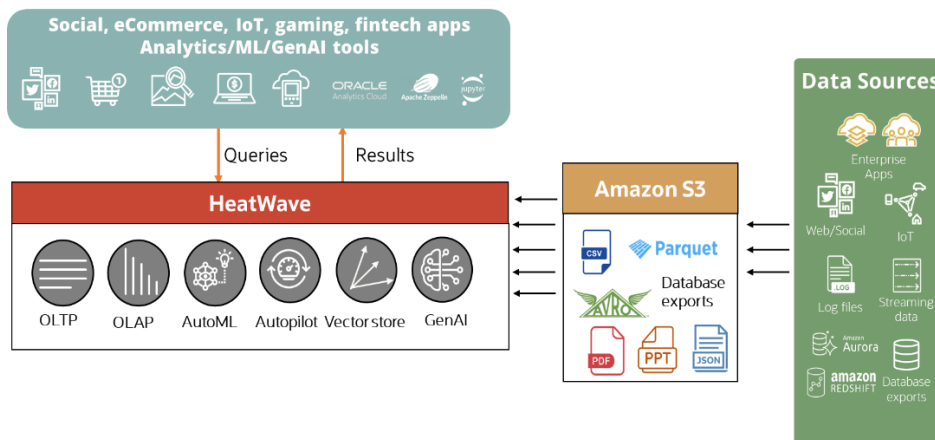 Social, eCommerce, IoT, gaming, fintech apps
Analytics/ML/GenAI tools
ORACLE
Analytics Cloud
Apache Zeppelin
jupyter
Queries
Results
HeatWave
OLTP
OLAP
AutoML
Autopilot
Vector store
GenAI
Amazon S3
CSV
Parquet
AVRO
Database
exports
PDF
PPT
JSON
Data Sources
Enterprise
Apps
Web/Social
IoT
.LOG
Log files
Streaming
data
Amazon
Aurora
amazon
REDSHIFT
Database
exports